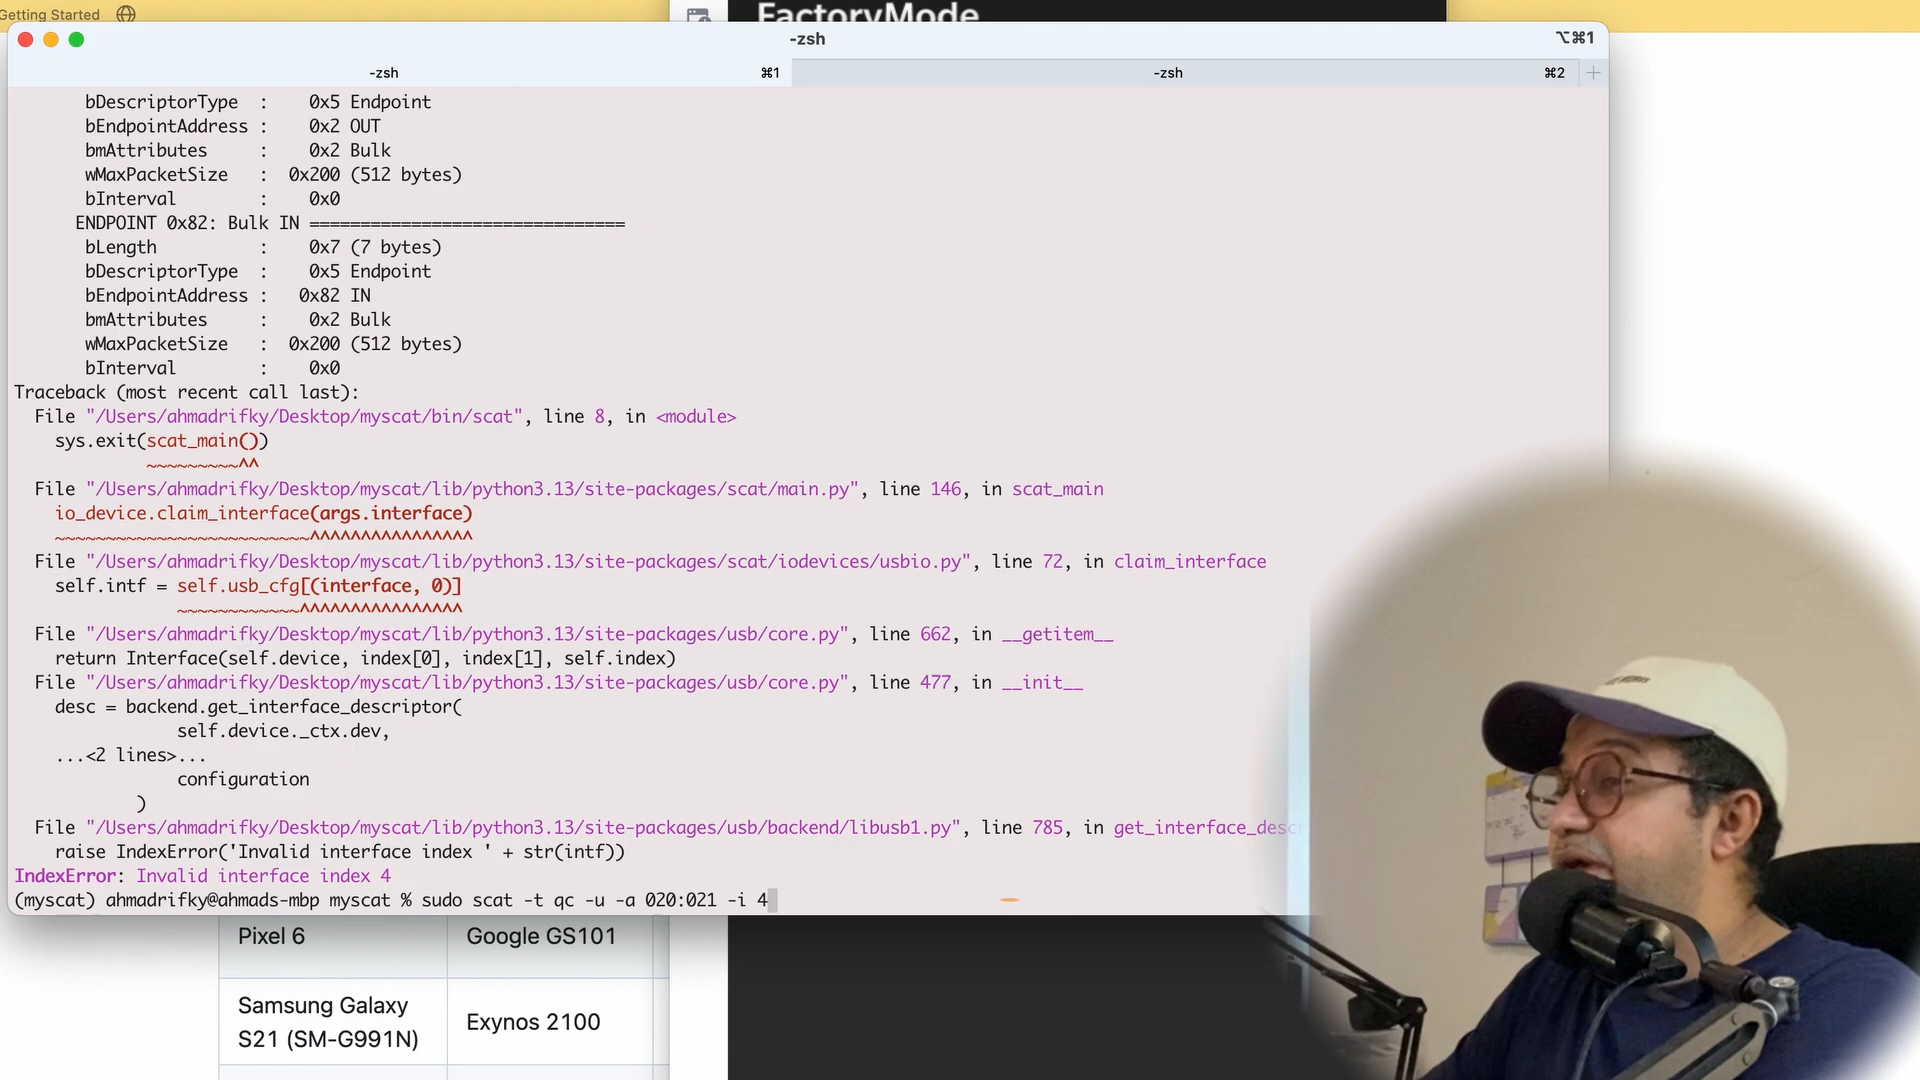 Getting Started
FactoryMode
-zsh
⌥⌘1
-zsh
⌘1
-zsh
⌘2
bDescriptorType : 0x5 Endpoint
bEndpointAddress : 0x2 OUT
bmAttributes : 0x2 Bulk
wMaxPacketSize : 0x200 (512 bytes)
bInterval : 0x0
ENDPOINT 0x82: Bulk IN ===============================
bLength : 0x7 (7 bytes)
bDescriptorType : 0x5 Endpoint
bEndpointAddress : 0x82 IN
bmAttributes : 0x2 Bulk
wMaxPacketSize : 0x200 (512 bytes)
bInterval : 0x0
Traceback (most recent call last):
File "/Users/ahmadrifky/Desktop/myscat/bin/scat", line 8, in <module>
sys.exit(scat_main())
~~~~~~~~~^^
File "/Users/ahmadrifky/Desktop/myscat/lib/python3.13/site-packages/scat/main.py", line 146, in scat_main
io_device.claim_interface(args.interface)
~~~~~~~~~~~~~~~~~~~~~~~~~^^^^^^^^^^^^^^^^
File "/Users/ahmadrifky/Desktop/myscat/lib/python3.13/site-packages/scat/iodevices/usbio.py", line 72, in claim_interface
self.intf = self.usb_cfg[(interface, 0)]
~~~~~~~~~~~~^^^^^^^^^^^^^^^^
File "/Users/ahmadrifky/Desktop/myscat/lib/python3.13/site-packages/usb/core.py", line 662, in __getitem__
return Interface(self.device, index[0], index[1], self.index)
File "/Users/ahmadrifky/Desktop/myscat/lib/python3.13/site-packages/usb/core.py", line 477, in __init__
desc = backend.get_interface_descriptor(
self.device._ctx.dev,
...<2 lines>...
configuration
)
File "/Users/ahmadrifky/Desktop/myscat/lib/python3.13/site-packages/usb/backend/libusb1.py", line 785, in get_interface_desc
raise IndexError('Invalid interface index ' + str(intf))
IndexError: Invalid interface index 4
(myscat) ahmadrifky@ahmads-mbp myscat % sudo scat -t qc -u -a 020:021 -i 4
Pixel 6
Google GS101
Samsung Galaxy
S21 (SM-G991N)
Exynos 2100